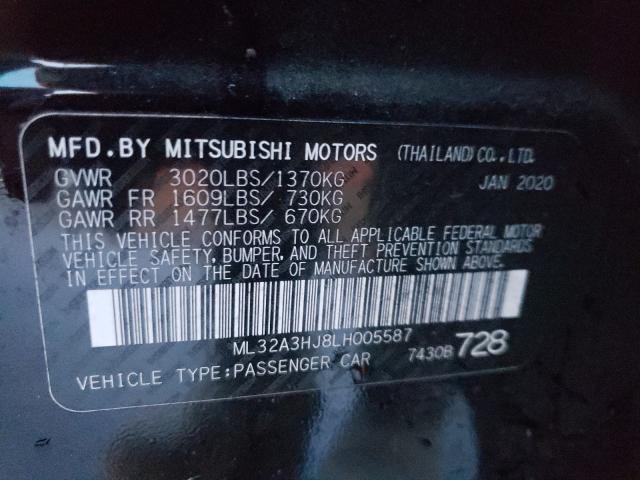 MFD.BY MITSUBISHI MOTORS (THAILAND)CO.,LTD.
GVWR 3020LBS/1370KG JAN 2020
GAWR FR 1609LBS/ 730KG
GAWR RR 1477LBS/ 670KG
THIS VEHICLE CONFORMS TO ALL APPLICABLE FEDERAL MOTOR
VEHICLE SAFETY, BUMPER, AND THEFT PREVENTION STANDARDS
IN EFFECT ON THE DATE OF MANUFACTURE SHOWN ABOVE.
ML32A3HJ8LH005587
VEHICLE TYPE:PASSENGER CAR 7430B 728